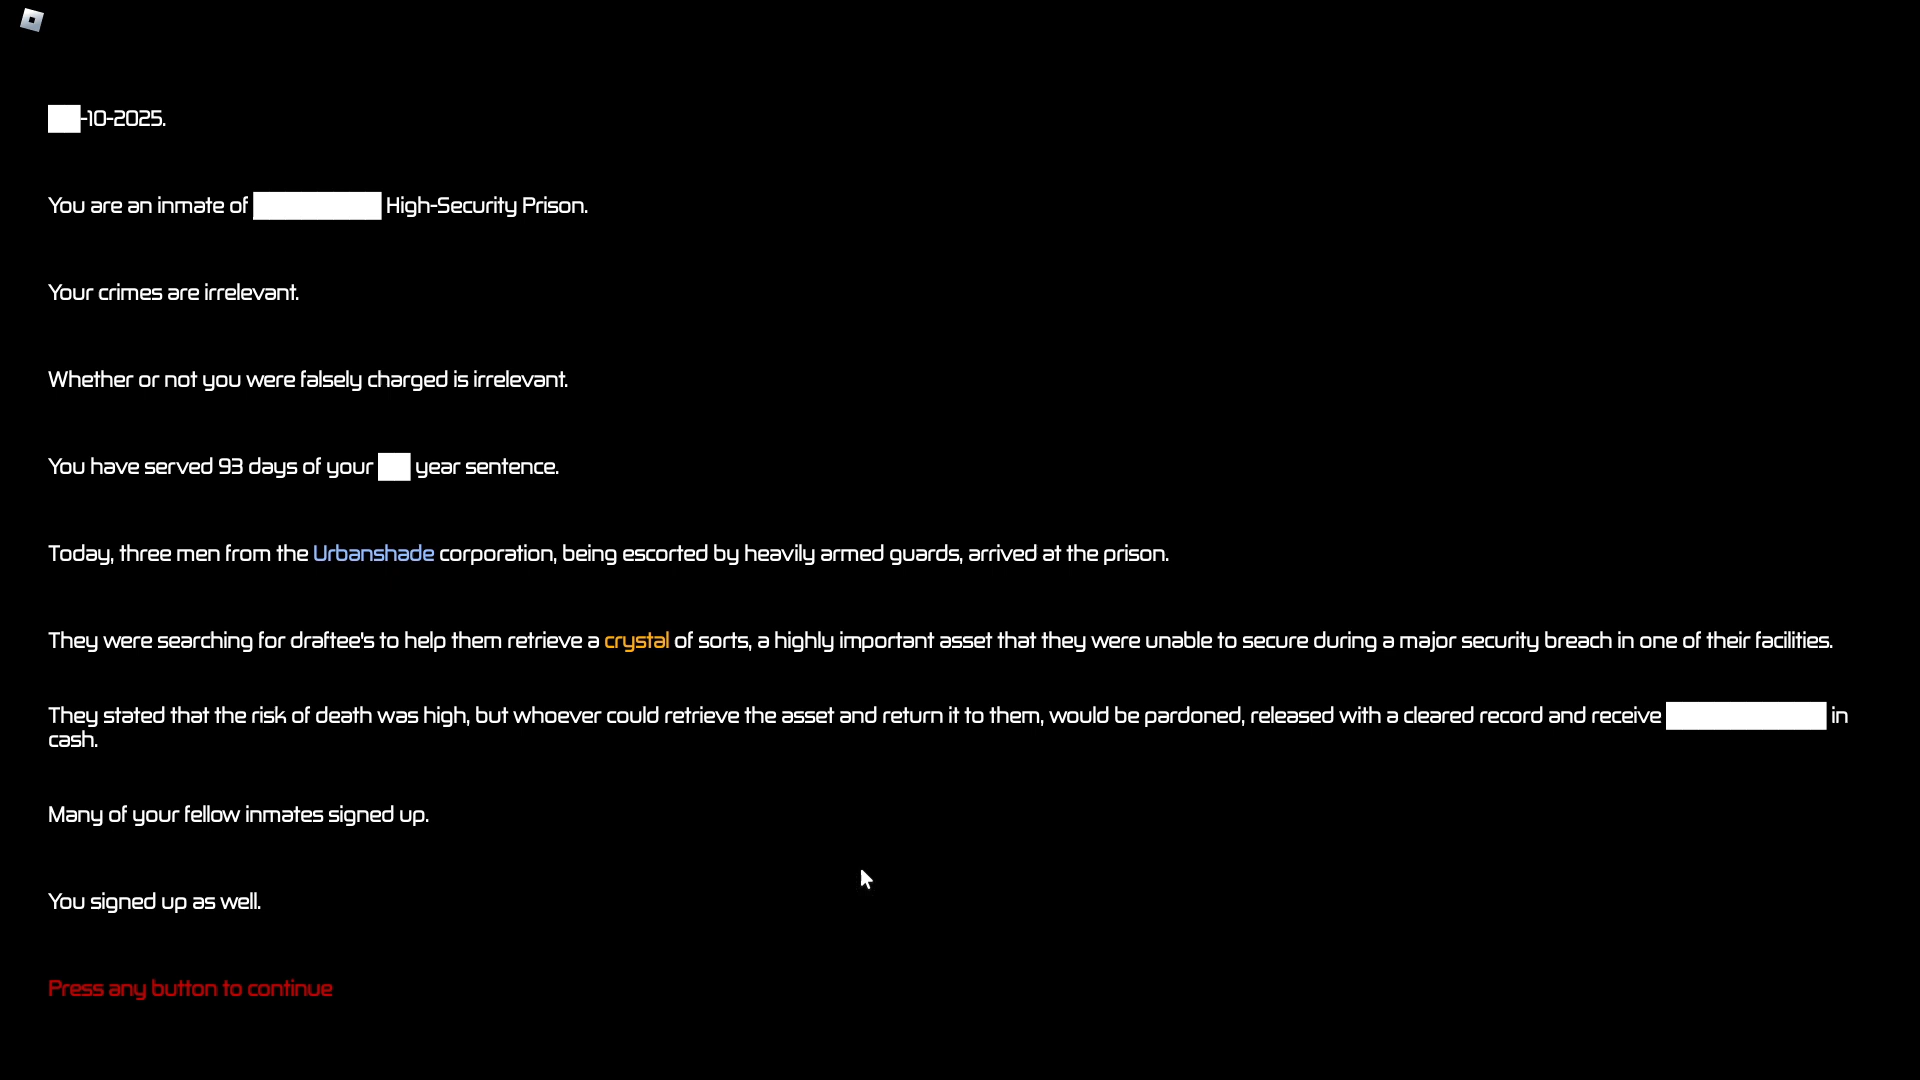 -10-2025.
You are an inmate of High-Security Prison.
Your crimes are irrelevant.
Whether or not you were falsely charged is irrelevant.
You have served 93 days of your year sentence.
Today, three men from the Urbanshade corporation, being escorted by heavily armed guards, arrived at the prison.
They were searching for draftee's to help them retrieve a crystal of sorts, a highly important asset that they were unable to secure during a major security breach in one of their facilities.
They stated that the risk of death was high, but whoever could retrieve the asset and return it to them, would be pardoned, released with a cleared record and receive in
cash.
Many of your fellow inmates signed up.
You signed up as well.
Press any button to continue